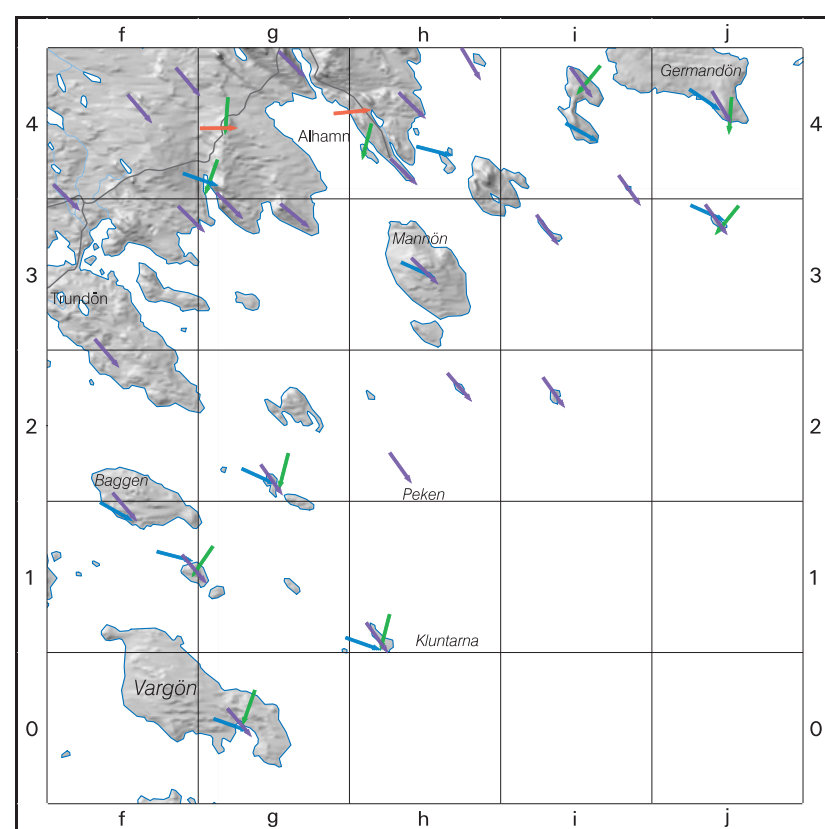 f g h i j
Germandön
4 4
Alhamn
Mannön
3 3
Trundön
2 2
Baggen
Peken
1 1
Kluntarna
Vargön
0 0
f g h i j